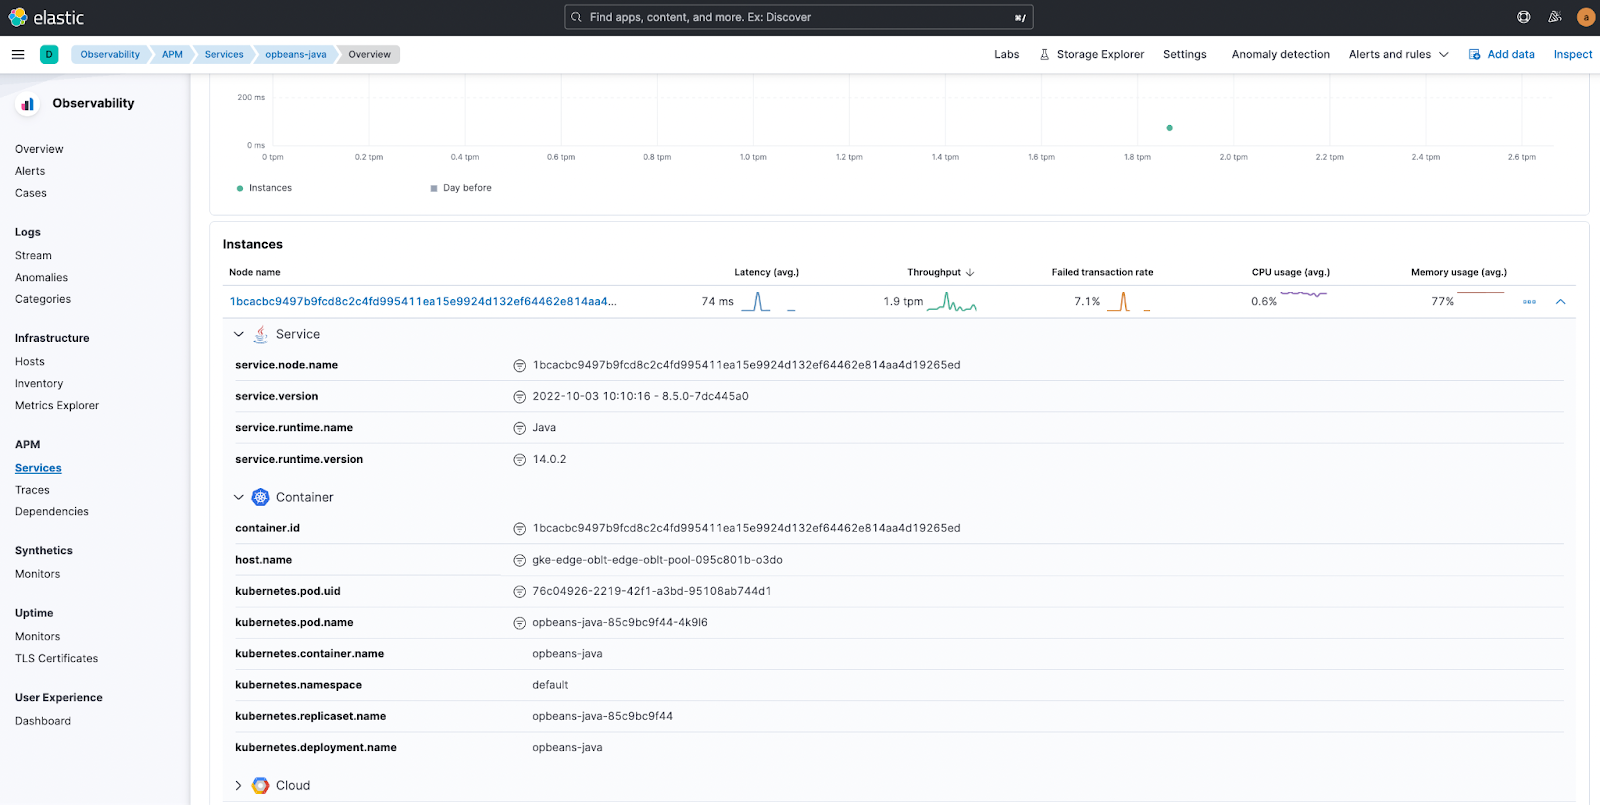 elastic
Find apps, content, and more. Ex: Discover
⌘/
a
D
Observability APM Services opbeans-java Overview
Labs Storage Explorer Settings Anomaly detection Alerts and rules Add data Inspect
Observability
Overview
Alerts
Cases
Logs
Stream
Anomalies
Categories
Infrastructure
Hosts
Inventory
Metrics Explorer
APM
Services
Traces
Dependencies
Synthetics
Monitors
Uptime
Monitors
TLS Certificates
User Experience
Dashboard
200 ms
0 ms
0 tpm 0.2 tpm 0.4 tpm 0.6 tpm 0.8 tpm 1.0 tpm 1.2 tpm 1.4 tpm 1.6 tpm 1.8 tpm 2.0 tpm 2.2 tpm 2.4 tpm 2.6 tpm
Instances Day before
Instances
Node name Latency (avg.) Throughput Failed transaction rate CPU usage (avg.) Memory usage (avg.)
1bcacbc9497b9fcd8c2c4fd995411ea15e9924d132ef64462e814aa4... 74 ms 1.9 tpm 7.1% 0.6% 77%
Service
service.node.name 1bcacbc9497b9fcd8c2c4fd995411ea15e9924d132ef64462e814aa4d19265ed
service.version 2022-10-03 10:10:16 - 8.5.0-7dc445a0
service.runtime.name Java
service.runtime.version 14.0.2
Container
container.id 1bcacbc9497b9fcd8c2c4fd995411ea15e9924d132ef64462e814aa4d19265ed
host.name gke-edge-oblt-edge-oblt-pool-095c801b-o3do
kubernetes.pod.uid 76c04926-2219-42f1-a3bd-95108ab744d1
kubernetes.pod.name opbeans-java-85c9bc9f44-4k9l6
kubernetes.container.name opbeans-java
kubernetes.namespace default
kubernetes.replicaset.name opbeans-java-85c9bc9f44
kubernetes.deployment.name opbeans-java
Cloud